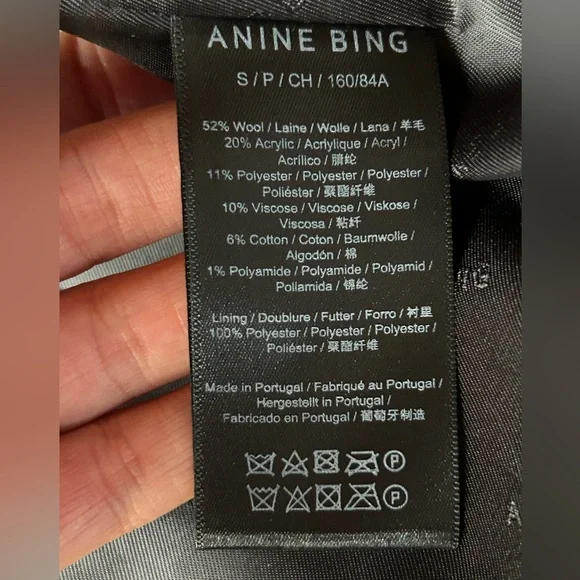 ANINE BING
S / P / CH / 160/84A
52% Wool / Laine / Wolle / Lana / 羊毛
20% Acrylic / Acrlylique / Acryl /
Acrílico / 腈纶
11% Polyester / Polyester / Polyester /
Poliéster / 聚酯纤维
10% Viscose / Viscose / Viskose /
Viscosa / 粘纤
6% Cotton / Coton / Baumwolle /
Algodón / 棉
1% Polyamide / Polyamide / Polyamid /
Poliamida / 锦纶
Lining / Doublure / Futter / Forro / 衬里
100% Polyester / Polyester / Polyester /
Poliéster / 聚酯纤维
Made in Portugal / Fabriqué au Portugal /
Hergestellt in Portugal /
Fabricado en Portugal / 葡萄牙制造
P
P